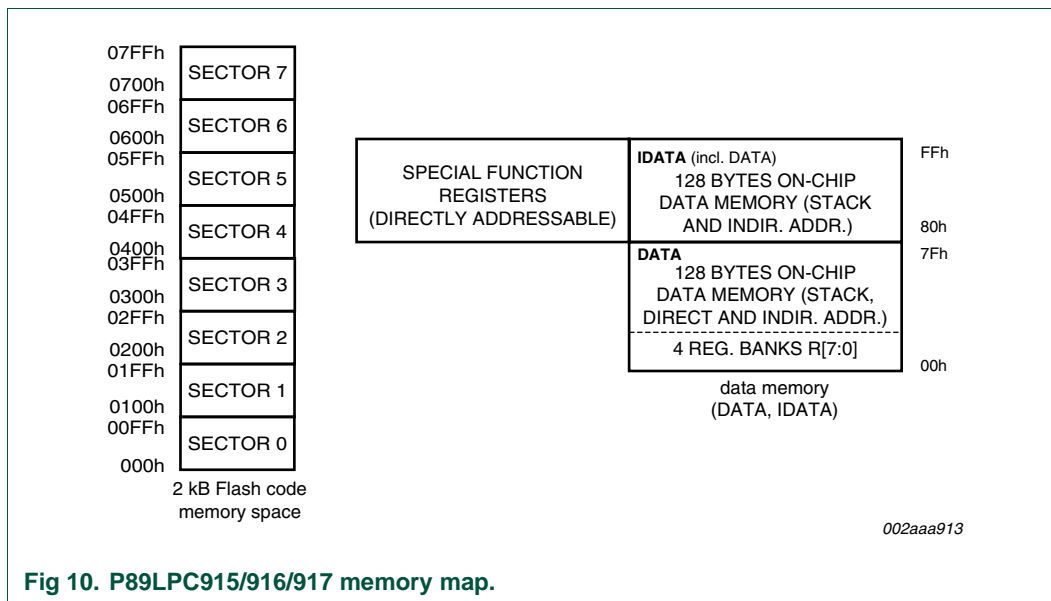 07FFh
SECTOR 7
0700h
06FFh
SECTOR 6
0600h
05FFh
SECTOR 5
0500h
04FFh
SECTOR 4
0400h
03FFh
SECTOR 3
0300h
02FFh
SECTOR 2
0200h
01FFh
SECTOR 1
0100h
00FFh
SECTOR 0
000h
2 kB Flash code
memory space
SPECIAL FUNCTION
REGISTERS
(DIRECTLY ADDRESSABLE)
IDATA (incl. DATA)
128 BYTES ON-CHIP
DATA MEMORY (STACK
AND INDIR. ADDR.)
FFh
80h
DATA
128 BYTES ON-CHIP
DATA MEMORY (STACK,
DIRECT AND INDIR. ADDR.)
7Fh
4 REG. BANKS R[7:0]
00h
data memory
(DATA, IDATA)
002aaa913
Fig 10. P89LPC915/916/917 memory map.